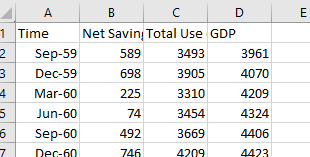 A B C D E
1 Time Net Saving Total Use GDP
2 Sep-59 589 3493 3961
3 Dec-59 698 3905 4070
4 Mar-60 225 3310 4209
5 Jun-60 74 3454 4324
6 Sep-60 492 3669 4406
7 Dec-60 746 4209 4423